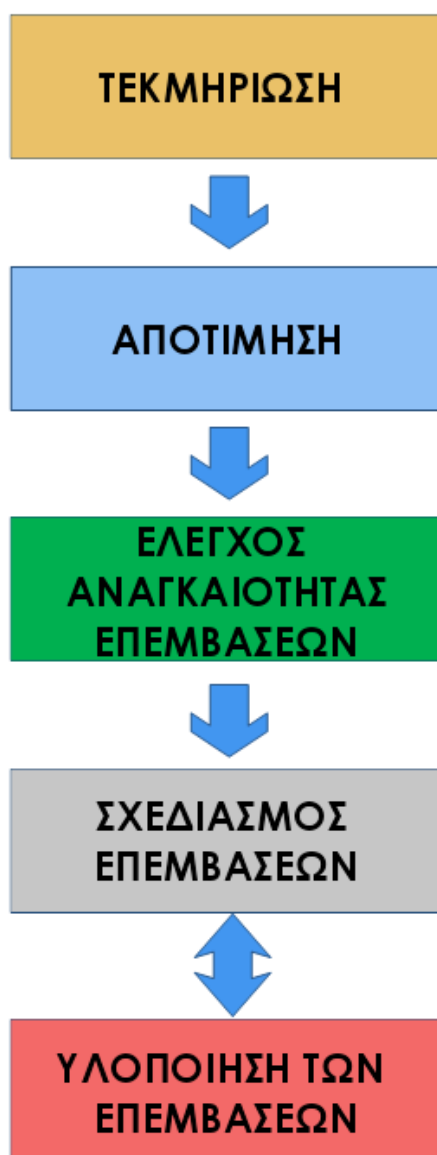 ΤΕΚΜΗΡΙΩΣΗ
ΑΠΟΤΙΜΗΣΗ
ΕΛΕΓΧΟΣ
ΑΝΑΓΚΑΙΟΤΗΤΑΣ
ΕΠΕΜΒΑΣΕΩΝ
ΣΧΕΔΙΑΣΜΟΣ
ΕΠΕΜΒΑΣΕΩΝ
ΥΛΟΠΟΙΗΣΗ ΤΩΝ
ΕΠΕΜΒΑΣΕΩΝ